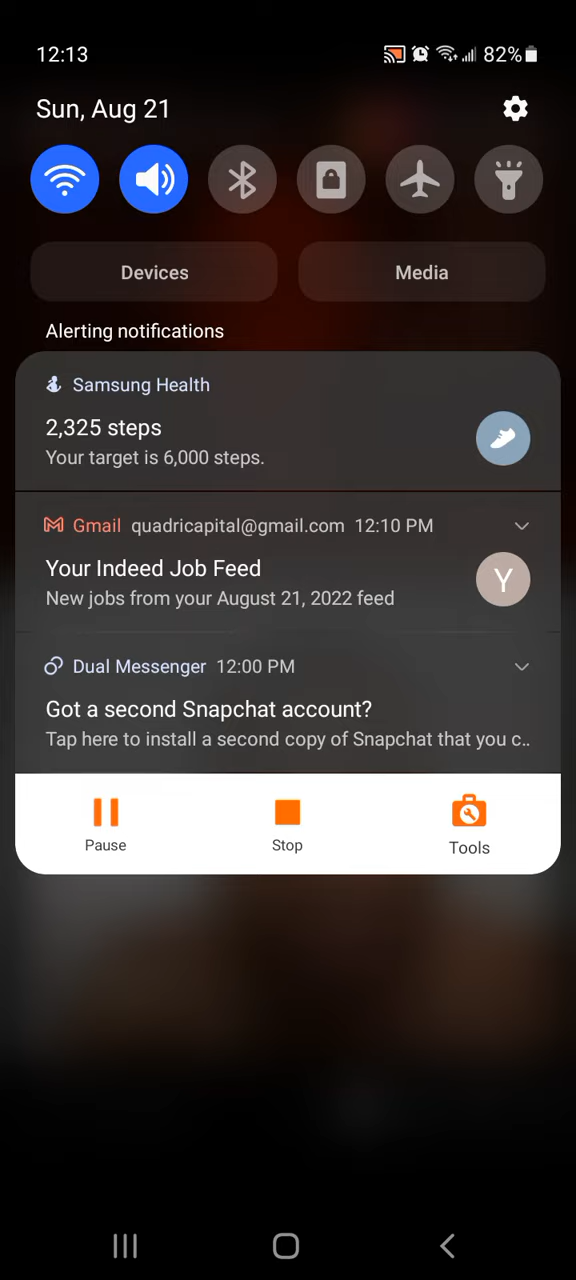 12:13
82%
Sun, Aug 21
Devices
Media
Alerting notifications
Samsung Health
2,325 steps
Your target is 6,000 steps.
Gmail quadricapital@gmail.com 12:10 PM
Your Indeed Job Feed
Y
New jobs from your August 21, 2022 feed
Dual Messenger 12:00 PM
Got a second Snapchat account?
Tap here to install a second copy of Snapchat that you c..
Pause
Stop
Tools